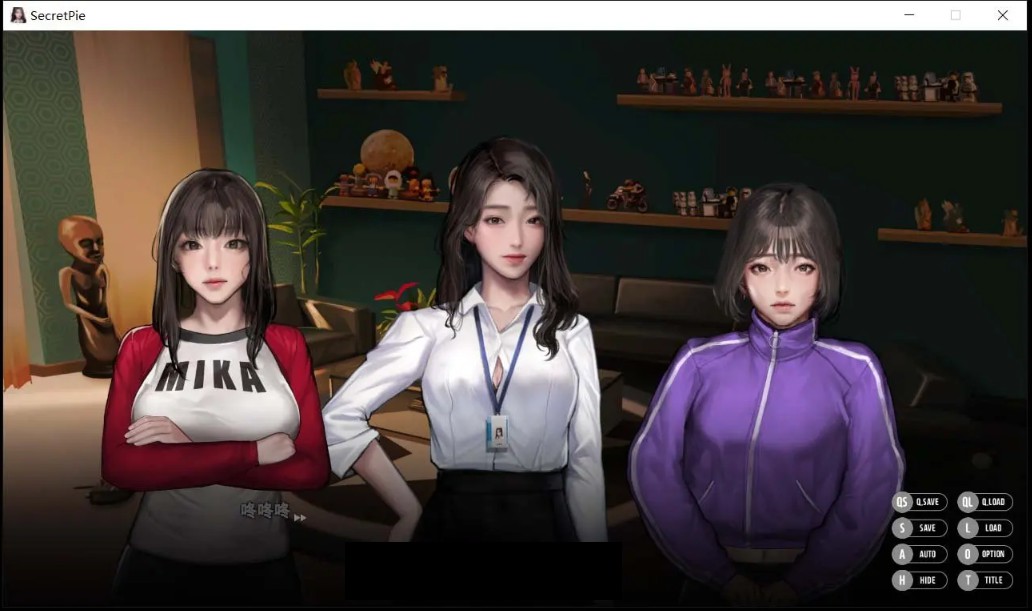 SecretPie
MIKA
咚咚咚
QS Q.SAVE QL Q.LOAD
S SAVE L LOAD
A AUTO O OPTION
H HIDE T TITLE